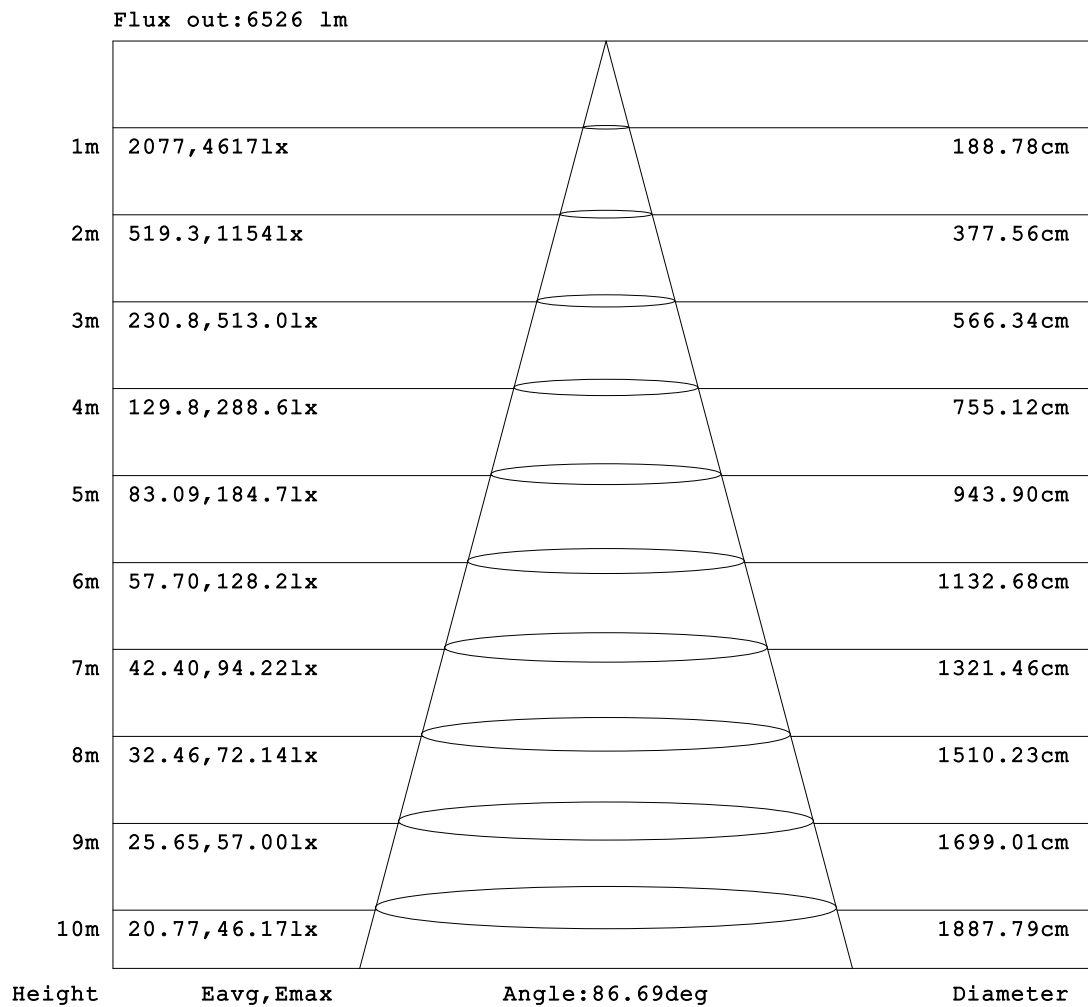 Flux out:6526 lm
1m 2077,4617lx 188.78cm
2m 519.3,1154lx 377.56cm
3m 230.8,513.0lx 566.34cm
4m 129.8,288.6lx 755.12cm
5m 83.09,184.7lx 943.90cm
6m 57.70,128.2lx 1132.68cm
7m 42.40,94.22lx 1321.46cm
8m 32.46,72.14lx 1510.23cm
9m 25.65,57.00lx 1699.01cm
10m 20.77,46.17lx 1887.79cm
Height Eavg,Emax Angle:86.69deg Diameter